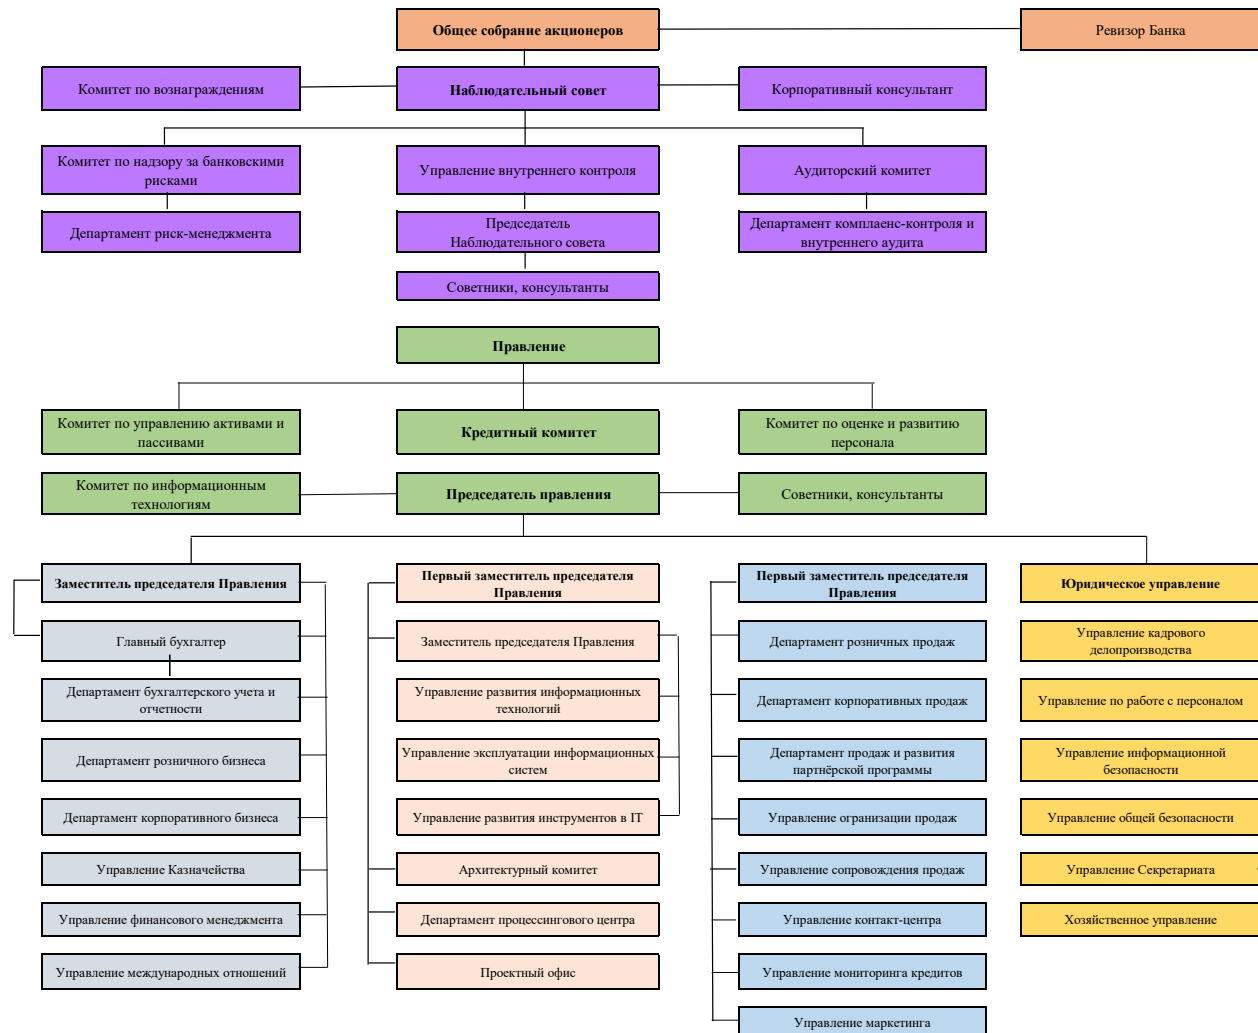 Общее собрание акционеров
Ревизор Банка
Комитет по вознаграждениям
Наблюдательный совет
Корпоративный консультант
Комитет по надзору за банковскими
рисками
Управление внутреннего контроля
Аудиторский комитет
Департамент риск-менеджмента
Председатель
Наблюдательного совета
Департамент комплаенс-контроля и
внутреннего аудита
Советники, консультанты
Правление
Комитет по управлению активами и
пассивами
Кредитный комитет
Комитет по оценке и развитию
персонала
Комитет по информационным
технологиям
Председатель правления
Советники, консультанты
Заместитель председателя Правления
Первый заместитель председателя
Правления
Первый заместитель председателя
Правления
Юридическое управление
Главный бухгалтер
Заместитель председателя Правления
Департамент розничных продаж
Управление кадрового
делопроизводства
Департамент бухгалтерского учета и
отчетности
Управление развития информационных
технологий
Департамент корпоративных продаж
Управление по работе с персоналом
Департамент розничного бизнеса
Управление эксплуатации информационных
систем
Департамент продаж и развития
партнёрской программы
Управление информационной
безопасности
Департамент корпоративного бизнеса
Управление развития инструментов в IT
Управление огранизации продаж
Управление общей безопасности
Управление Казначейства
Архитектурный комитет
Управление сопровождения продаж
Управление Секретариата
Управление финансового менеджмента
Департамент процессингового центра
Управление контакт-центра
Хозяйственное управление
Управление международных отношений
Проектный офис
Управление мониторинга кредитов
Управление маркетинга